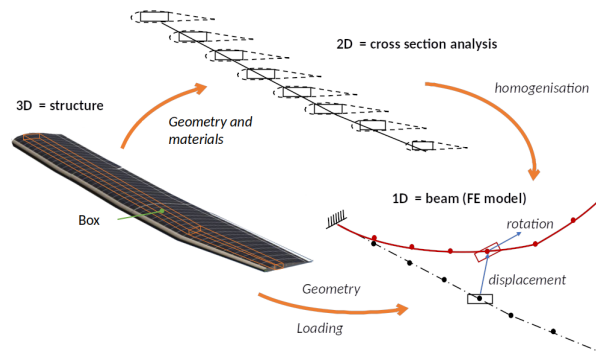 2D = cross section analysis
homogenisation
3D = structure
Geometry and
materials
1D = beam (FE model)
Box
rotation
displacement
Geometry
Loading